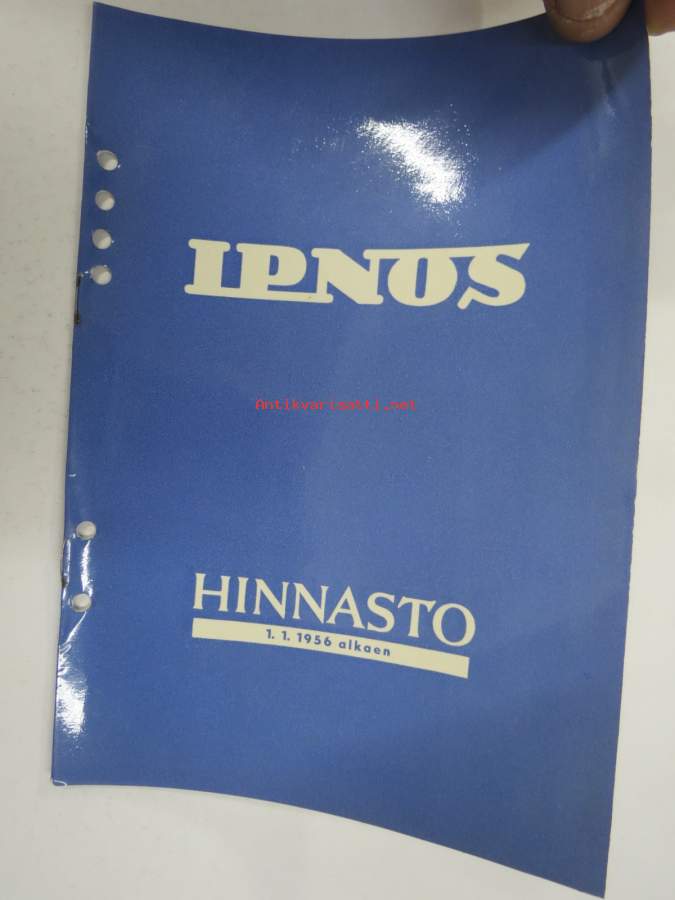 IPNOS
Antikvariaatti.net
HINNASTO
1. 1. 1956 alkaen